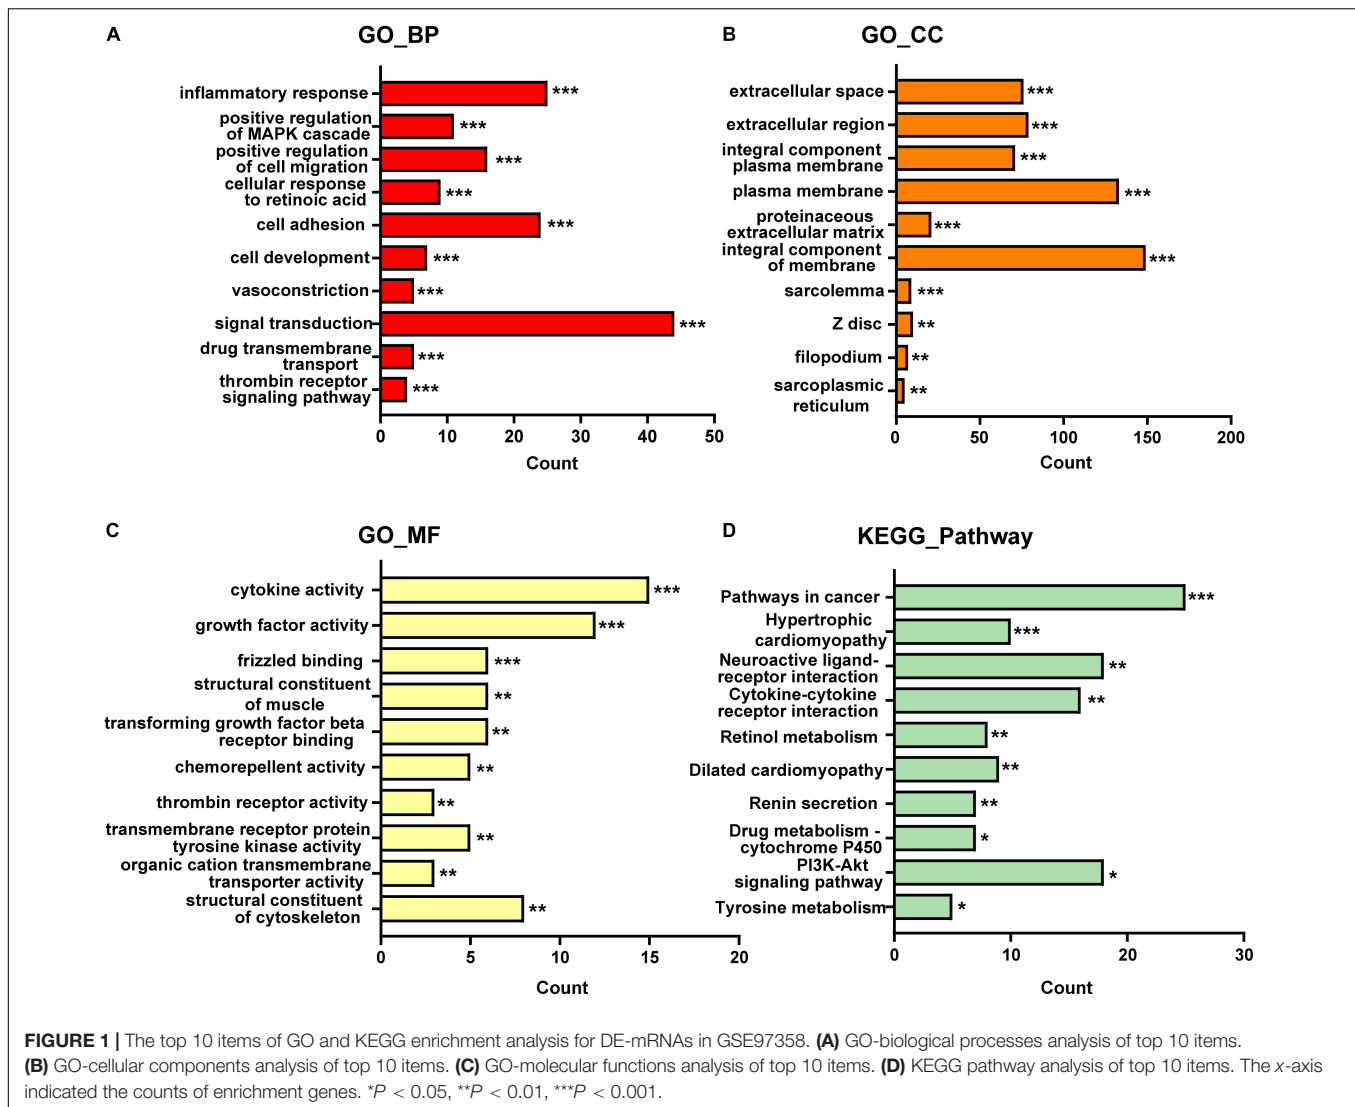 A
GO_BP
inflammatory response
***
positive regulation
of MAPK cascade
***
positive regulation
of cell migration
***
cellular response
to retinoic acid
***
cell adhesion
***
cell development
***
vasoconstriction
***
signal transduction
***
drug transmembrane
transport
***
thrombin receptor
signaling pathway
***
0 10 20 30 40 50
Count
B
GO_CC
extracellular space
***
extracellular region
***
integral component
plasma membrane
***
plasma membrane
***
proteinaceous
extracellular matrix
***
integral component
of membrane
***
sarcolemma
***
Z disc
**
filopodium
**
sarcoplasmic
reticulum
**
0 50 100 150 200
Count
C
GO_MF
cytokine activity
***
growth factor activity
***
frizzled binding
***
structural constituent
of muscle
**
transforming growth factor beta
receptor binding
**
chemorepellent activity
**
thrombin receptor activity
**
transmembrane receptor protein
tyrosine kinase activity
**
organic cation transmembrane
transporter activity
**
structural constituent
of cytoskeleton
**
0 5 10 15 20
Count
D
KEGG_Pathway
Pathways in cancer
***
Hypertrophic
cardiomyopathy
***
Neuroactive ligand-
receptor interaction
**
Cytokine-cytokine
receptor interaction
**
Retinol metabolism
**
Dilated cardiomyopathy
**
Renin secretion
**
Drug metabolism -
cytochrome P450
*
PI3K-Akt
signaling pathway
*
Tyrosine metabolism
*
0 10 20 30
Count
FIGURE 1 | The top 10 items of GO and KEGG enrichment analysis for DE-mRNAs in GSE97358. (A) GO-biological processes analysis of top 10 items.
(B) GO-cellular components analysis of top 10 items. (C) GO-molecular functions analysis of top 10 items. (D) KEGG pathway analysis of top 10 items. The x-axis
indicated the counts of enrichment genes. *P < 0.05, **P < 0.01, ***P < 0.001.